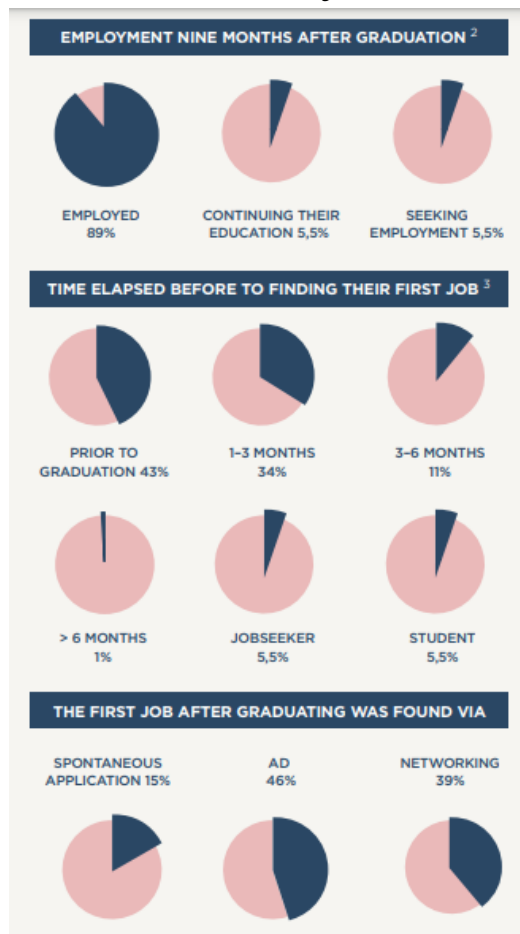 EMPLOYMENT NINE MONTHS AFTER GRADUATION 2
EMPLOYED
89%
CONTINUING THEIR
EDUCATION 5,5%
SEEKING
EMPLOYMENT 5,5%
TIME ELAPSED BEFORE TO FINDING THEIR FIRST JOB 3
PRIOR TO
GRADUATION 43%
1–3 MONTHS
34%
3–6 MONTHS
11%
> 6 MONTHS
1%
JOBSEEKER
5,5%
STUDENT
5,5%
THE FIRST JOB AFTER GRADUATING WAS FOUND VIA
SPONTANEOUS
APPLICATION 15%
AD
46%
NETWORKING
39%